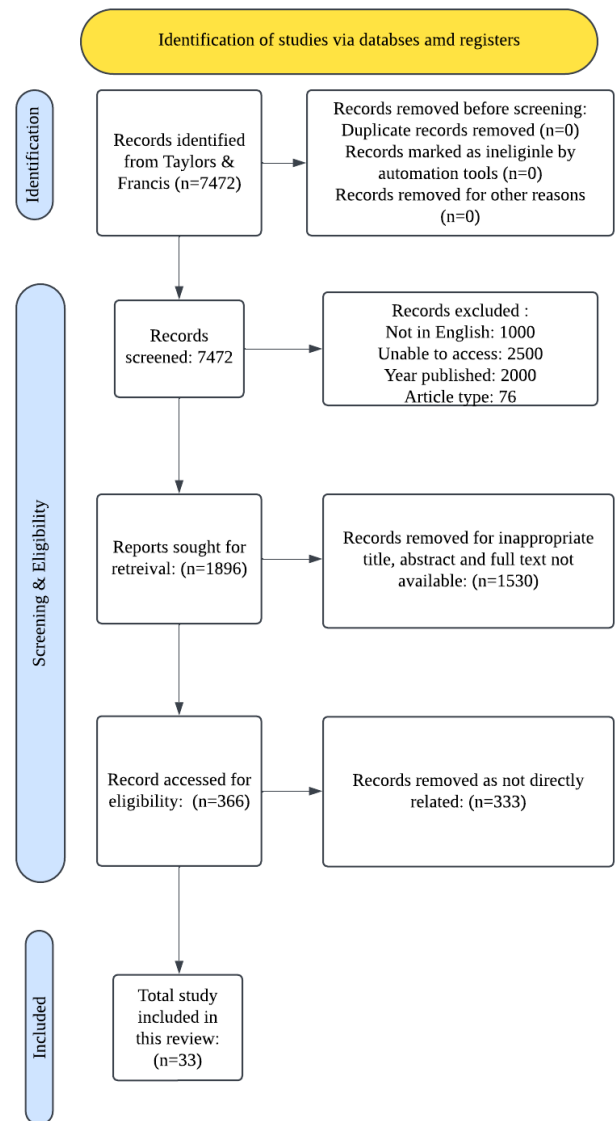 Identification of studies via databses amd registers
Identification
Records identified
from Taylors &
Francis (n=7472)
Records removed before screening:
Duplicate records removed (n=0)
Records marked as ineliginle by
automation tools (n=0)
Records removed for other reasons
(n=0)
Screening & Eligibility
Records
screened: 7472
Records excluded :
Not in English: 1000
Unable to access: 2500
Year published: 2000
Article type: 76
Reports sought for
retreival: (n=1896)
Records removed for inappropriate
title, abstract and full text not
available: (n=1530)
Record accessed for
eligibility: (n=366)
Records removed as not directly
related: (n=333)
Included
Total study
included in
this review:
(n=33)